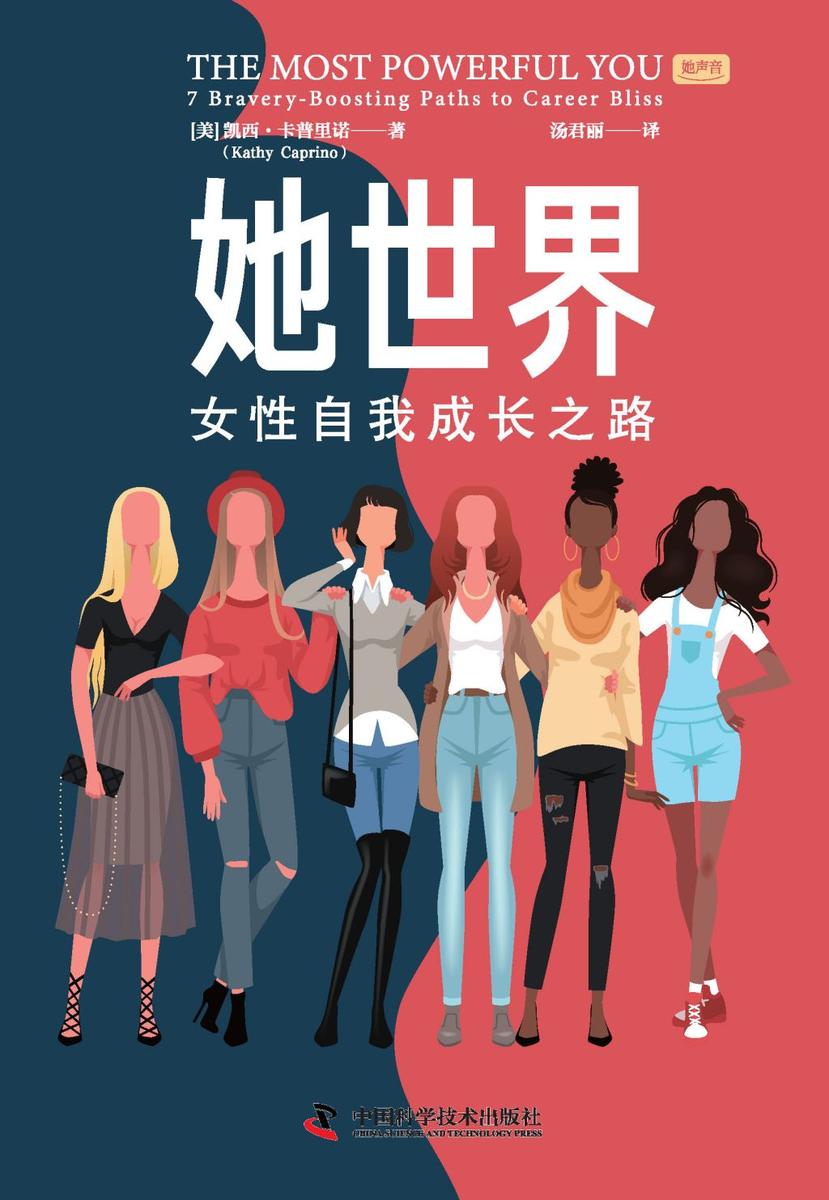 THE MOST POWERFUL YOU
她声音
7 Bravery-Boosting Paths to Career Bliss
[美]凯西·卡普里诺——著 汤君丽——译
(Kathy Caprino)
她世界
女性自我成长之路
中国科学技术出版社
CHINA SCIENCE AND TECHNOLOGY PRESS